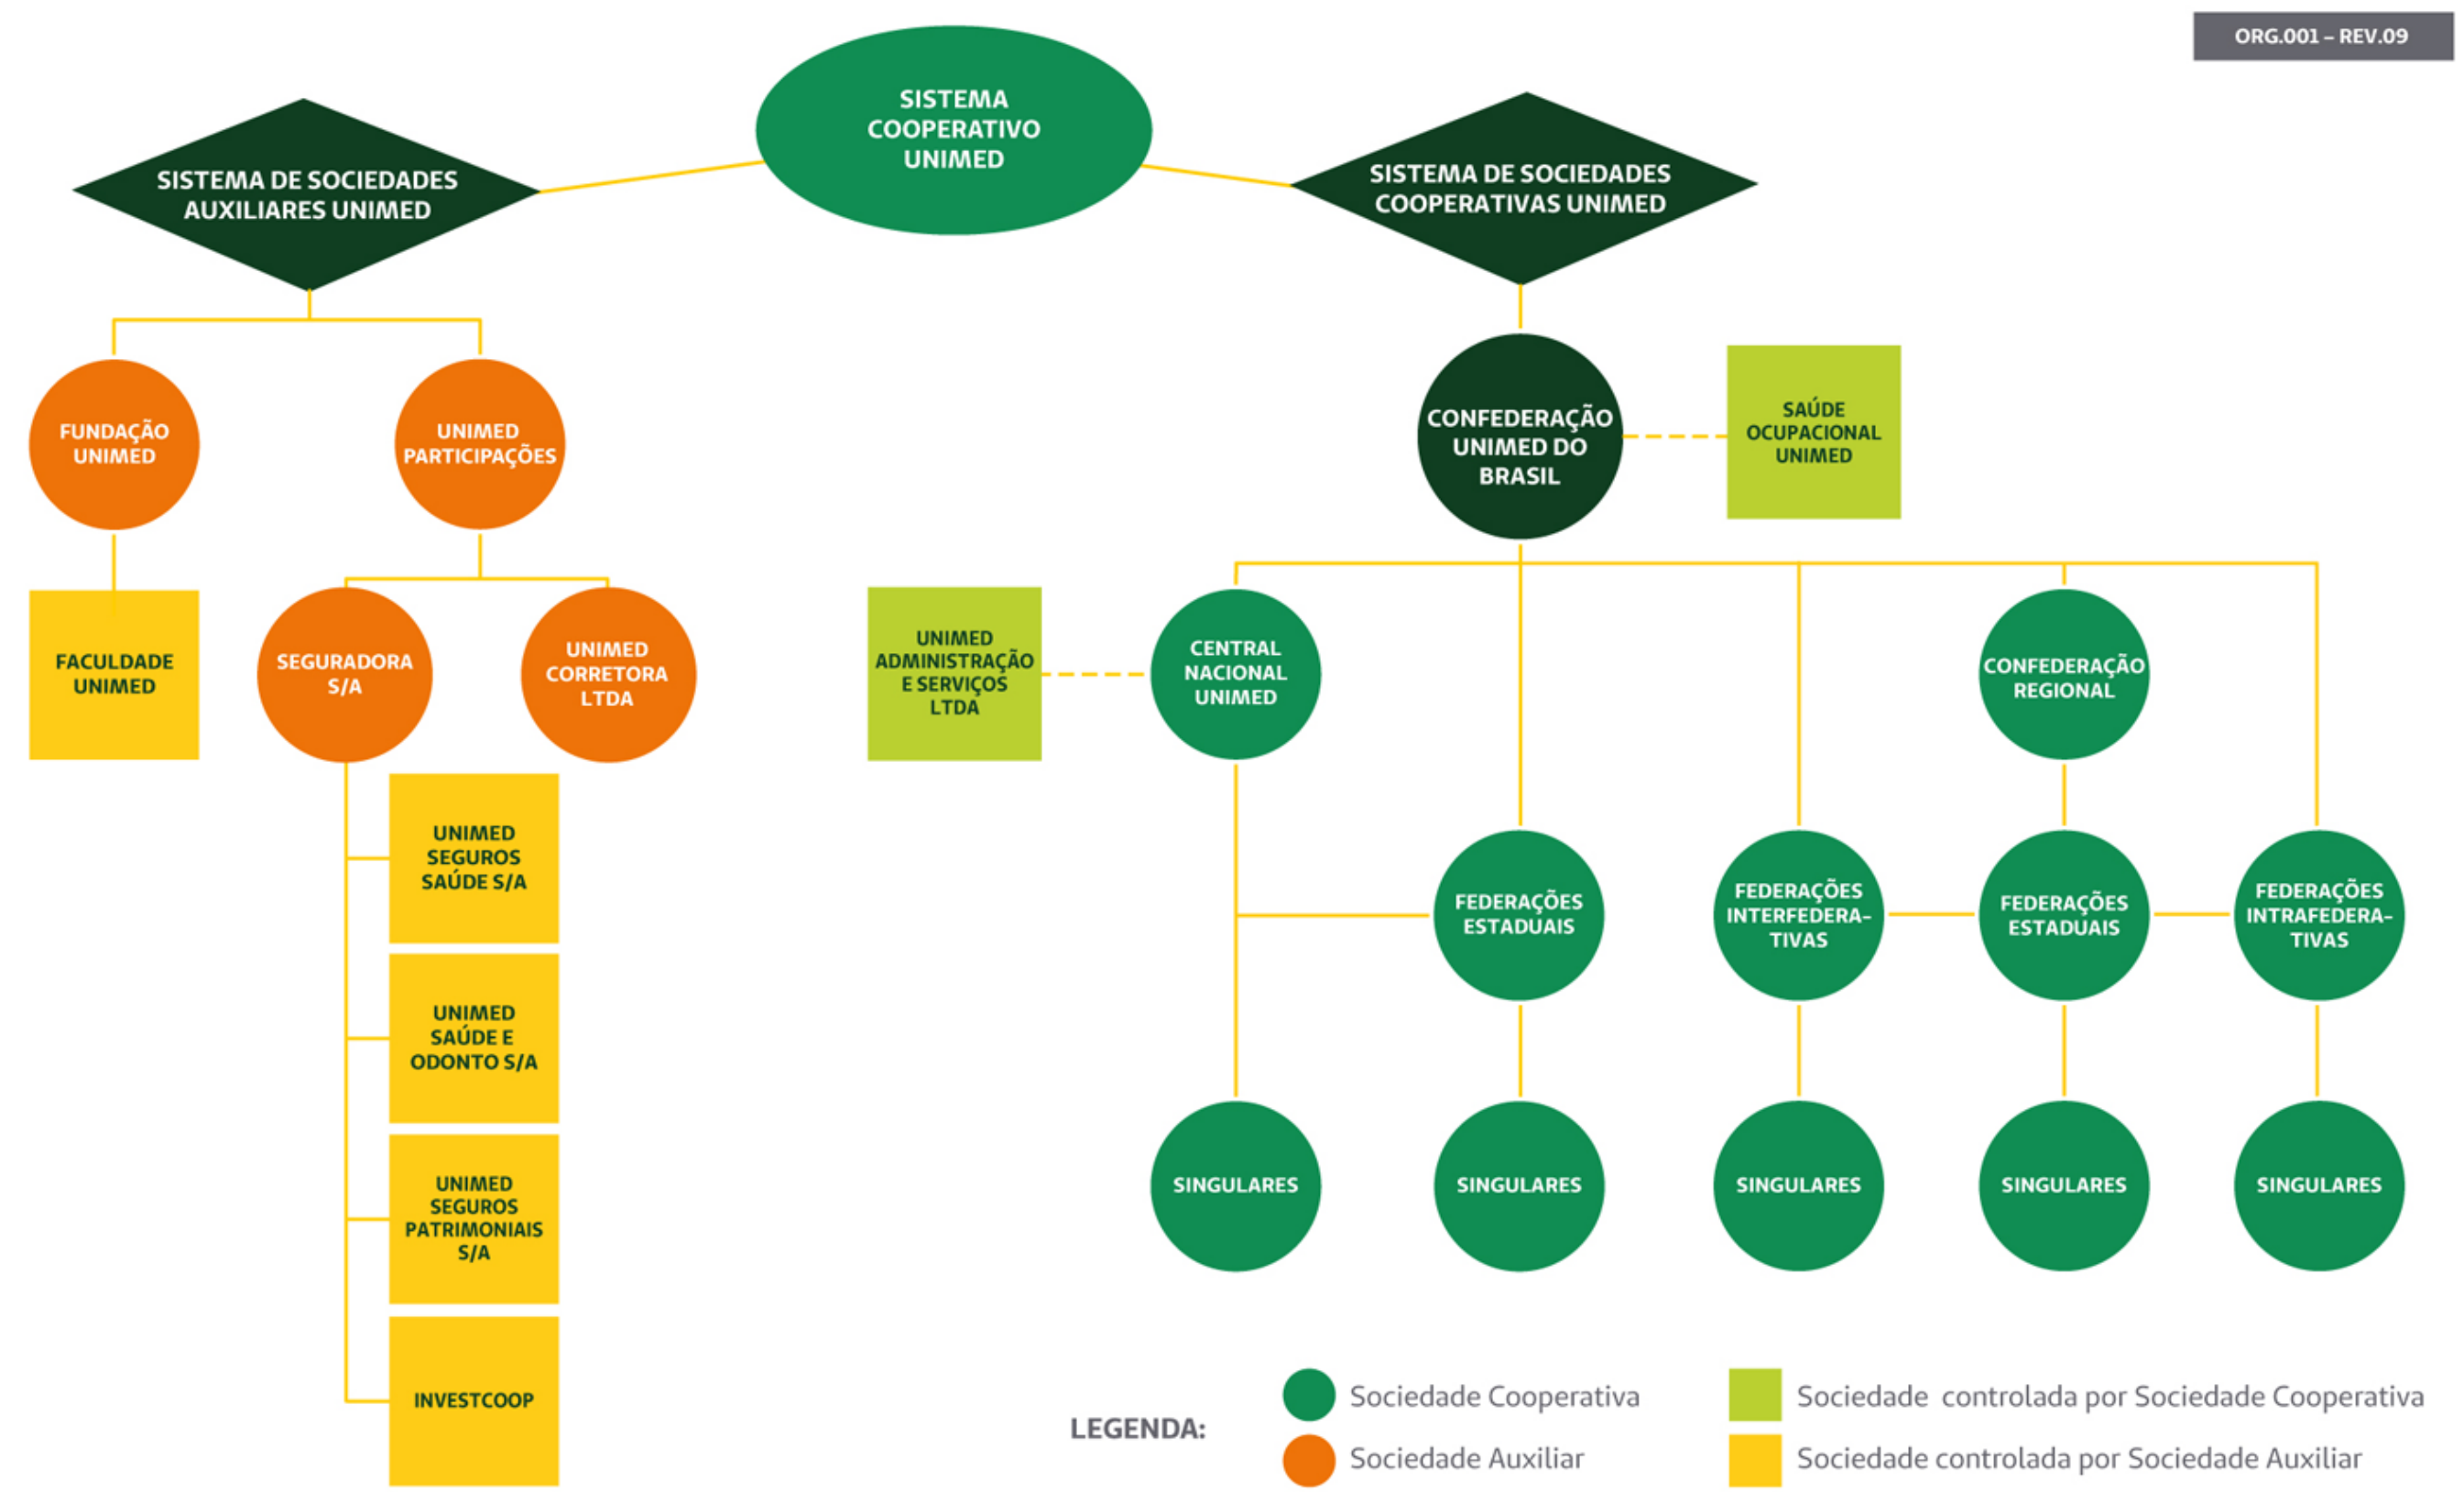 ORG.001 – REV.09
SISTEMA
COOPERATIVO
UNIMED
SISTEMA DE SOCIEDADES
AUXILIARES UNIMED
SISTEMA DE SOCIEDADES
COOPERATIVAS UNIMED
FUNDAÇÃO
UNIMED
UNIMED
PARTICIPAÇÕES
CONFEDERAÇÃO
UNIMED DO
BRASIL
SAÚDE
OCUPACIONAL
UNIMED
FACULDADE
UNIMED
SEGURADORA
S/A
UNIMED
CORRETORA
LTDA
UNIMED
ADMINISTRAÇÃO
E SERVIÇOS
LTDA
CENTRAL
NACIONAL
UNIMED
CONFEDERAÇÃO
REGIONAL
UNIMED
SEGUROS
SAÚDE S/A
FEDERAÇÕES
ESTADUAIS
FEDERAÇÕES
INTERFEDERA-
TIVAS
FEDERAÇÕES
ESTADUAIS
FEDERAÇÕES
INTRAFEDERA-
TIVAS
UNIMED
SAÚDE E
ODONTO S/A
UNIMED
SEGUROS
PATRIMONIAIS
S/A
SINGULARES
SINGULARES
SINGULARES
SINGULARES
SINGULARES
INVESTCOOP
LEGENDA:
Sociedade Cooperativa
Sociedade Auxiliar
Sociedade controlada por Sociedade Cooperativa
Sociedade controlada por Sociedade Auxiliar